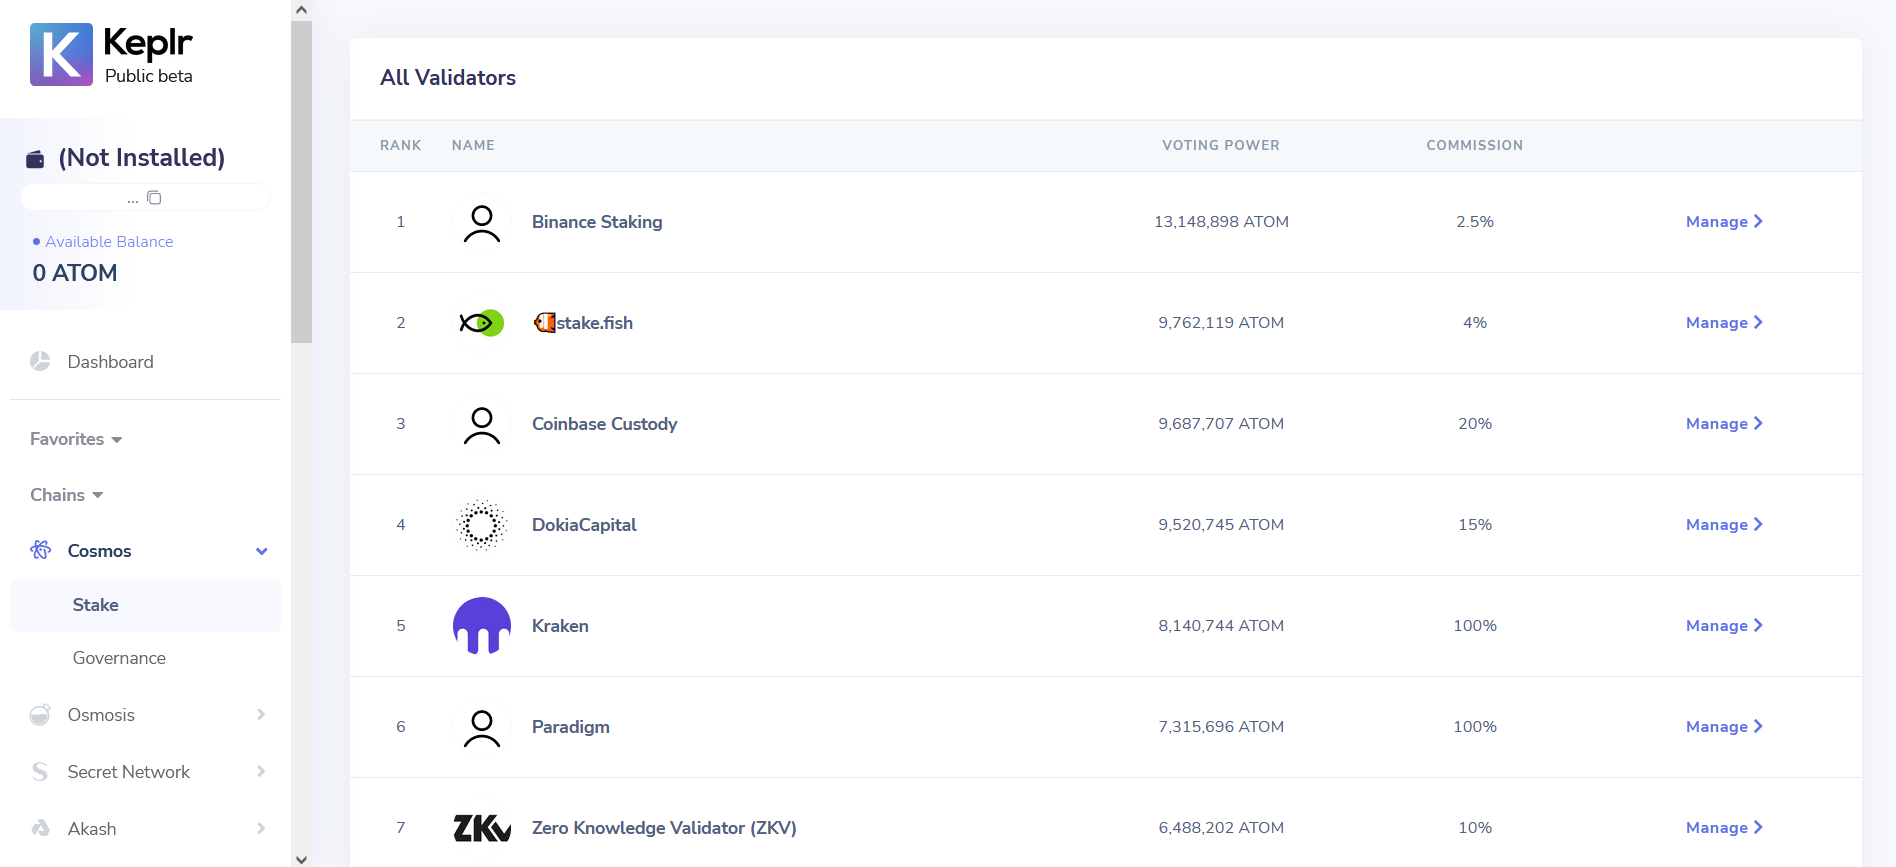 Keplr
Public beta
(Not Installed)
...
Available Balance
0 ATOM
Dashboard
Favorites
Chains
Cosmos
Stake
Governance
Osmosis
Secret Network
Akash
All Validators
RANK NAME VOTING POWER COMMISSION
1 Binance Staking 13,148,898 ATOM 2.5% Manage
2 stake.fish 9,762,119 ATOM 4% Manage
3 Coinbase Custody 9,687,707 ATOM 20% Manage
4 DokiaCapital 9,520,745 ATOM 15% Manage
5 Kraken 8,140,744 ATOM 100% Manage
6 Paradigm 7,315,696 ATOM 100% Manage
7 ZKV Zero Knowledge Validator (ZKV) 6,488,202 ATOM 10% Manage